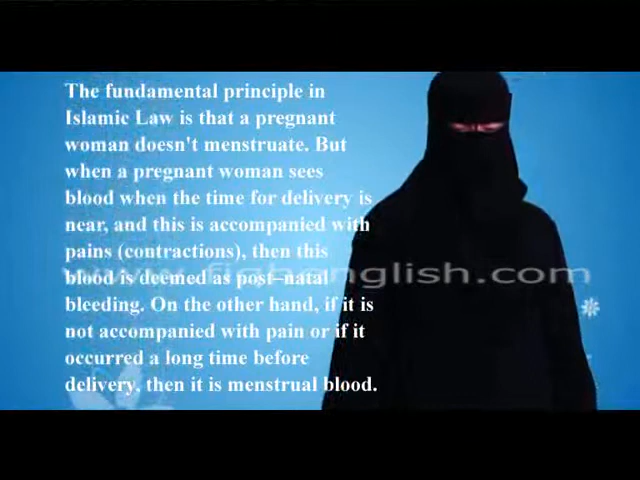 The fundamental principle in
Islamic Law is that a pregnant
woman doesn't menstruate. But
when a pregnant woman sees
blood when the time for delivery is
near, and this is accompanied with
pains (contractions), then this
blood is deemed as post-natal
bleeding. On the other hand, if it is
not accompanied with pain or if it
occurred a long time before
delivery, then it is menstrual blood.